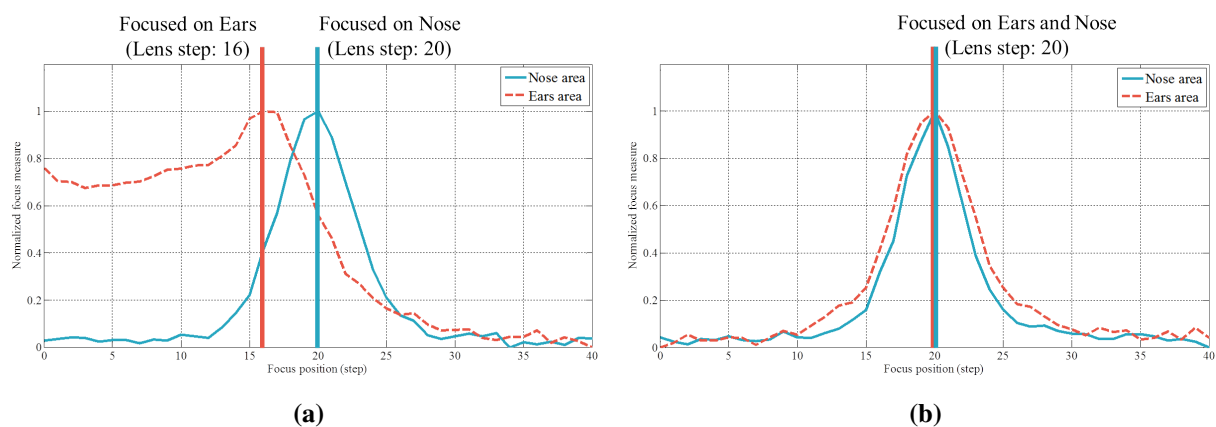 Focused on Ears
(Lens step: 16)
Focused on Nose
(Lens step: 20)
Nose area
Ears area
Normalized focus measure
1
0.8
0.6
0.4
0.2
0
0 5 10 15 20 25 30 35 40
Focus position (step)
(a)
Focused on Ears and Nose
(Lens step: 20)
Nose area
Ears area
Normalized focus measure
1
0.8
0.6
0.4
0.2
0
0 5 10 15 20 25 30 35 40
Focus position (step)
(b)